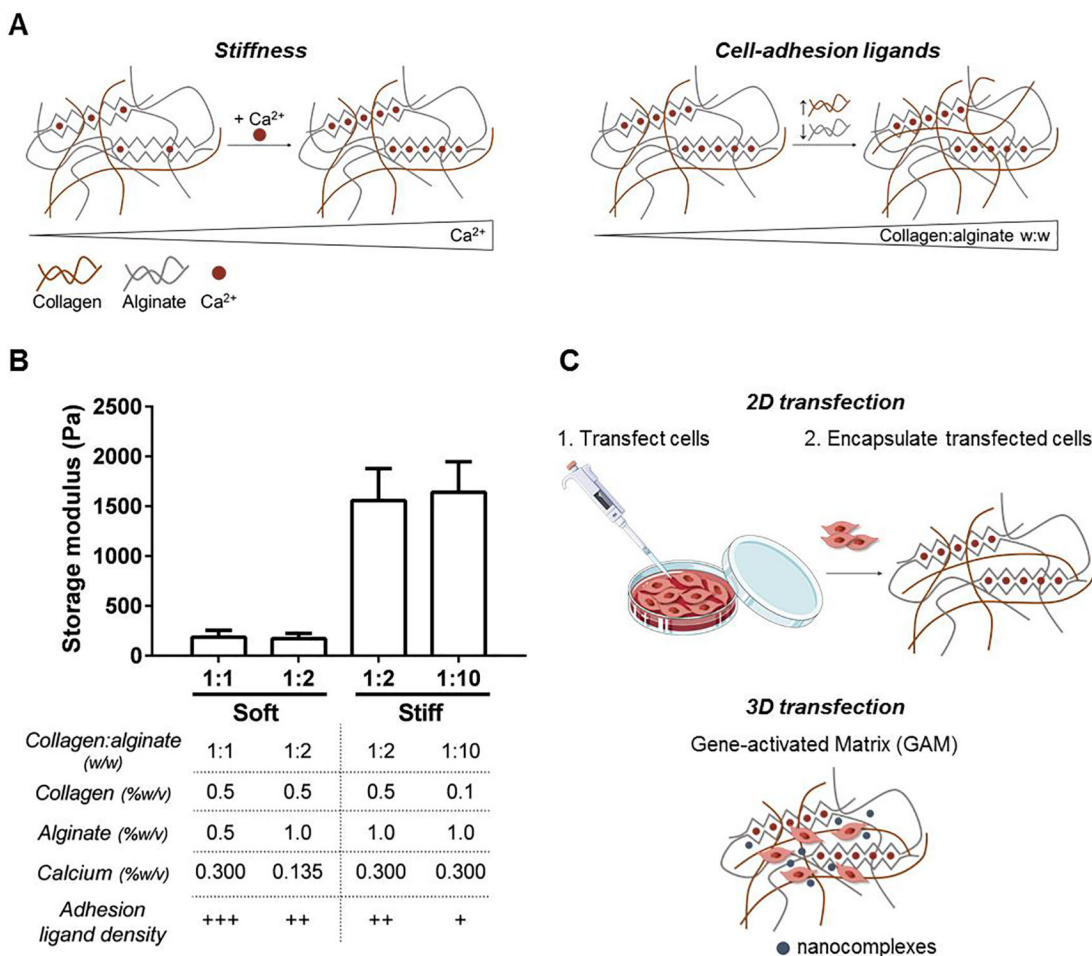 A
Stiffness
+ Ca²⁺
Ca²⁺
Collagen
Alginate
Ca²⁺
Cell-adhesion ligands
↑
↓
Collagen:alginate w:w
B
Storage modulus (Pa)
2500
2000
1500
1000
500
0
1:1 1:2 1:2 1:10
Soft Stiff
Collagen:alginate (w/w) 1:1 1:2 1:2 1:10
Collagen (%w/v) 0.5 0.5 0.5 0.1
Alginate (%w/v) 0.5 1.0 1.0 1.0
Calcium (%w/v) 0.300 0.135 0.300 0.300
Adhesion
ligand density +++ ++ ++ +
C
2D transfection
1. Transfect cells 2. Encapsulate transfected cells
3D transfection
Gene-activated Matrix (GAM)
nanocomplexes